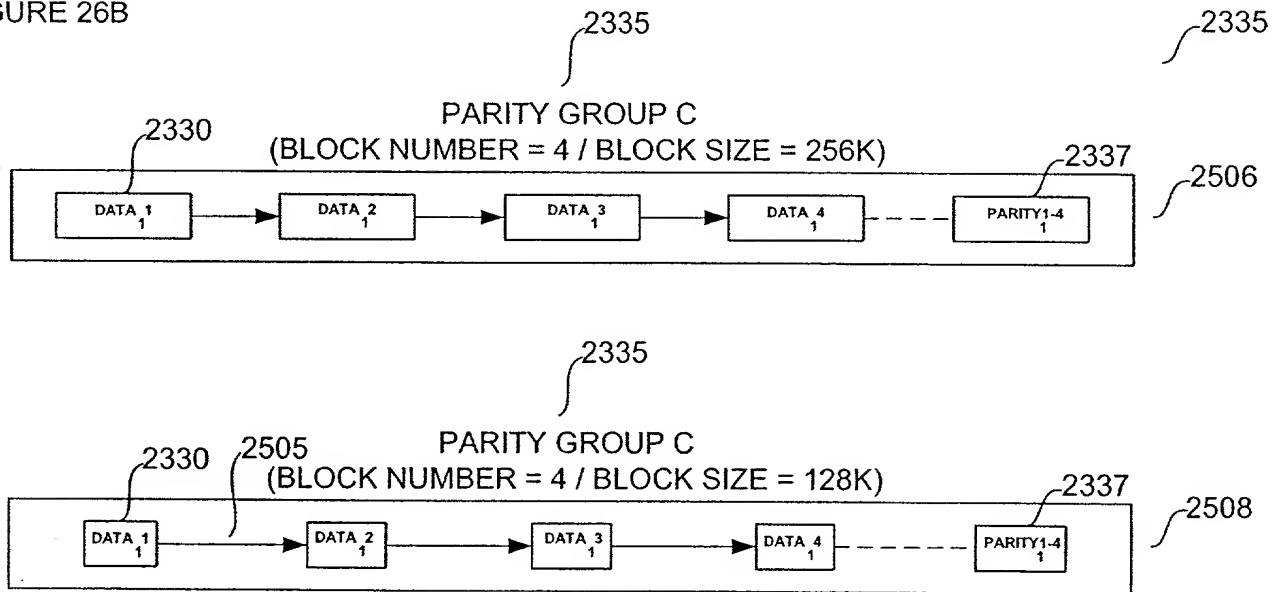 GURE 26B
2335
2335
PARITY GROUP C
2330
(BLOCK NUMBER = 4 / BLOCK SIZE = 256K)
2337
2506
DATA 1 1
DATA 2 1
DATA 3 1
DATA 4 1
PARITY1-4 1
2335
PARITY GROUP C
2330
2505
(BLOCK NUMBER = 4 / BLOCK SIZE = 128K)
2337
2508
DATA 1 1
DATA 2 1
DATA 3 1
DATA 4 1
PARITY1-4 1